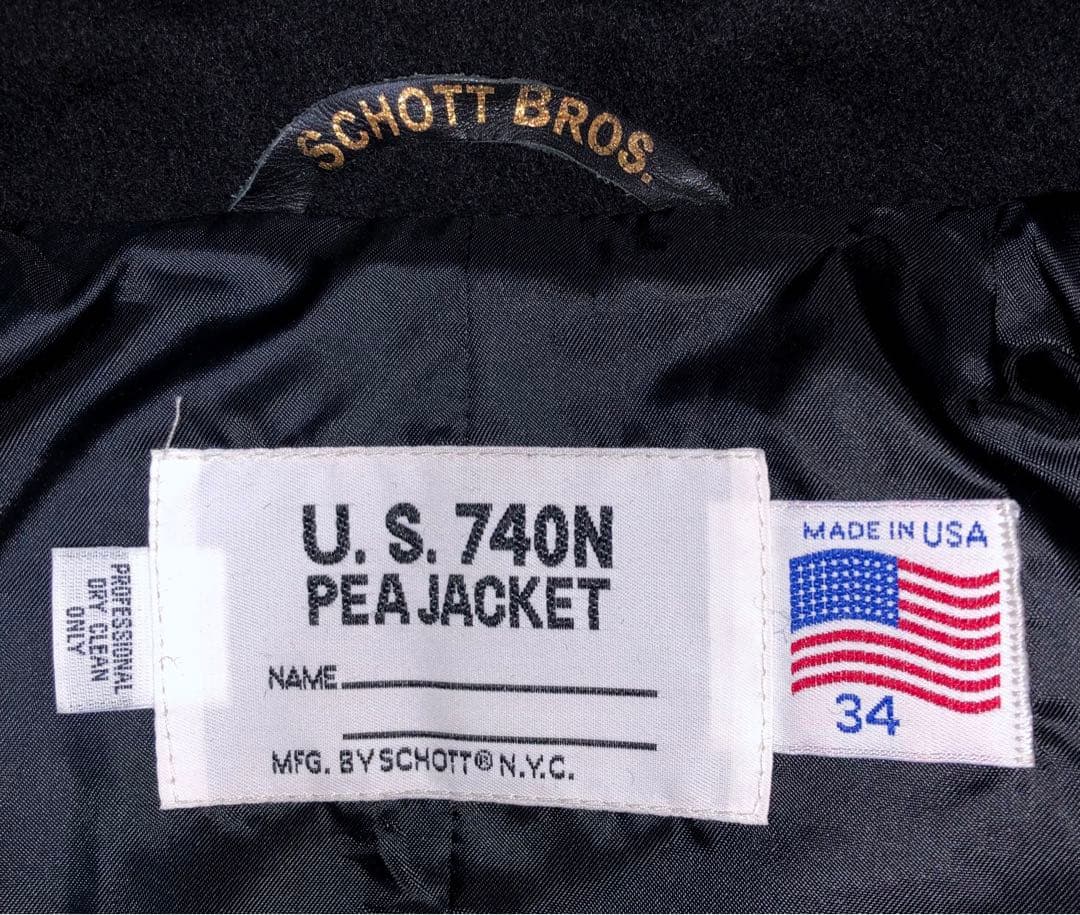 SCHOTT BROS.
U. S. 740N
PEA JACKET
NAME
MFG. BY SCHOTT® N.Y.C.
PROFESSIONAL
DRY CLEAN
ONLY
MADE IN USA
34